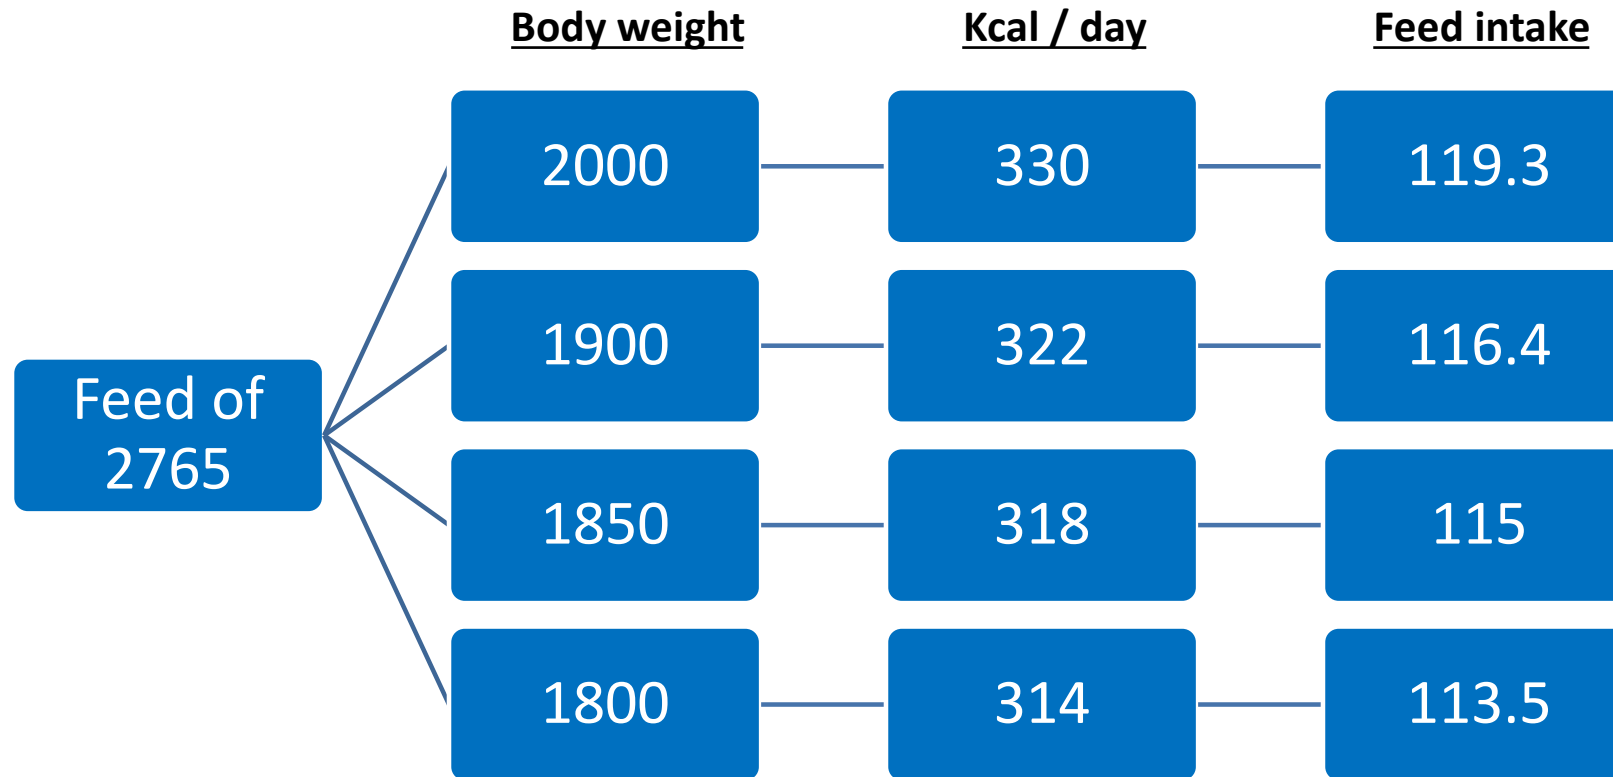 Body weight Kcal / day Feed intake
2000 330 119.3
1900 322 116.4
Feed of
2765
1850 318 115
1800 314 113.5